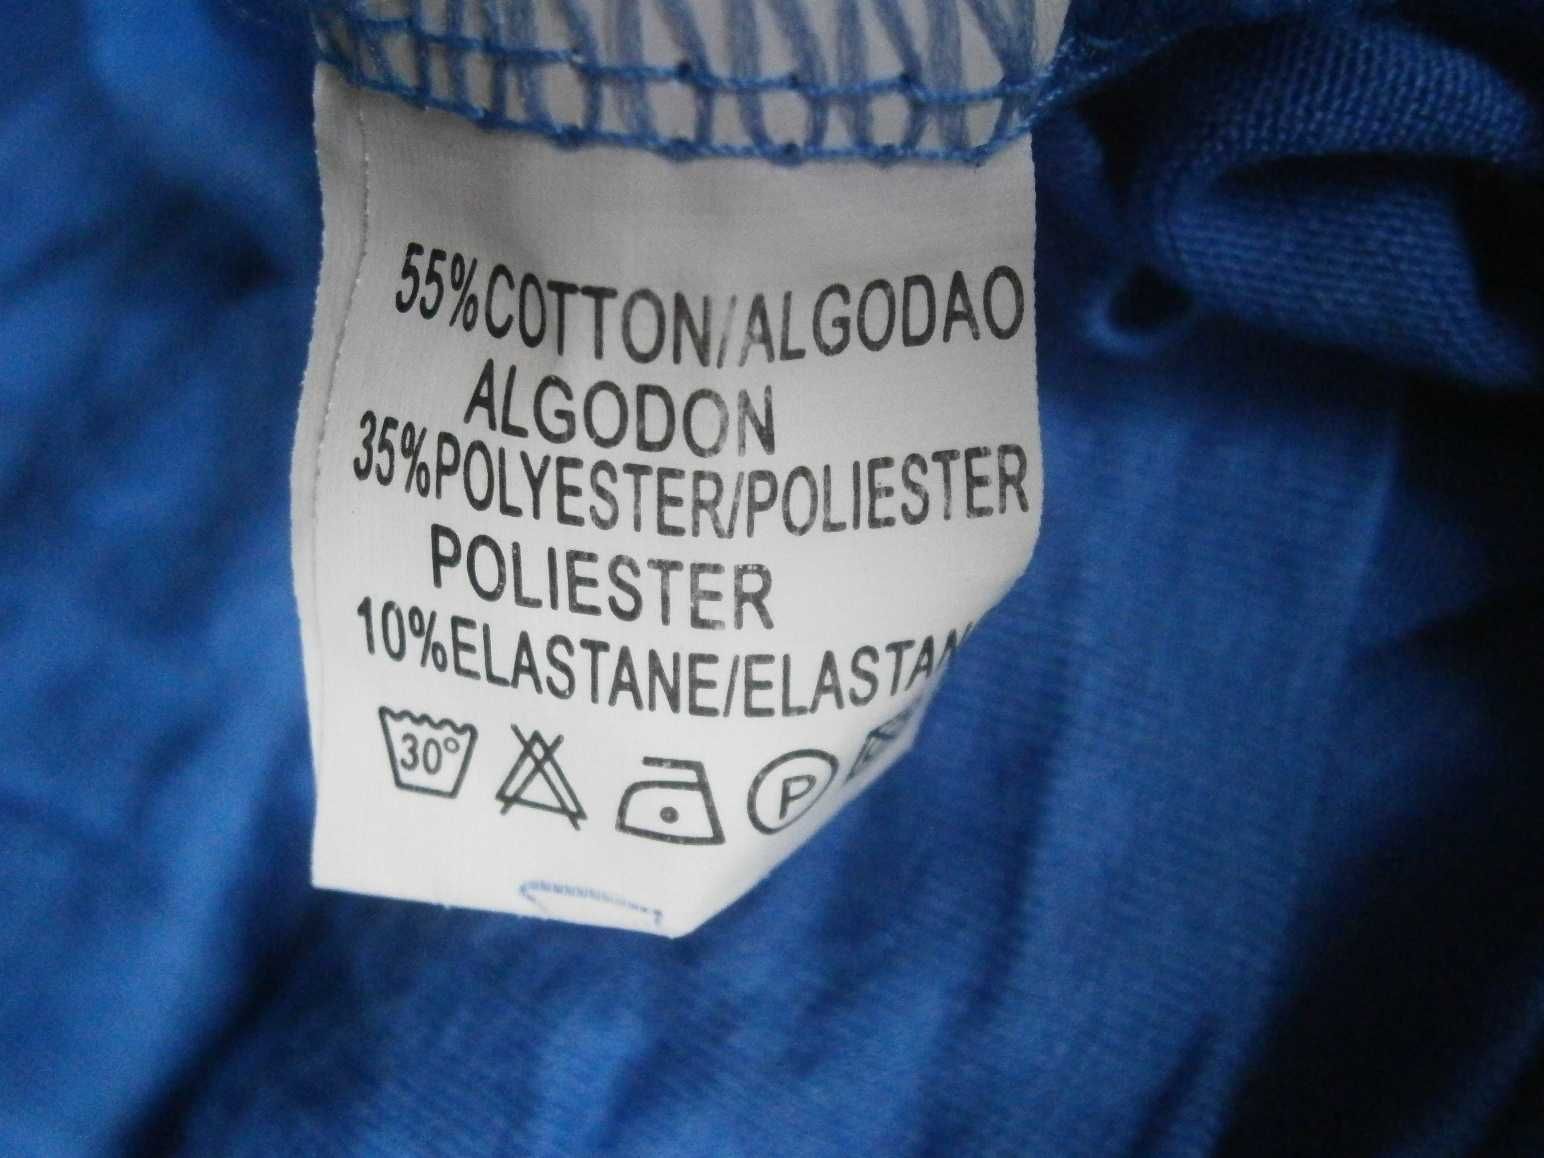 55%COTTON/ALGODAO
ALGODON
35%POLYESTER/POLIESTER
POLIESTER
10%ELASTANE/ELASTAN
30°
P